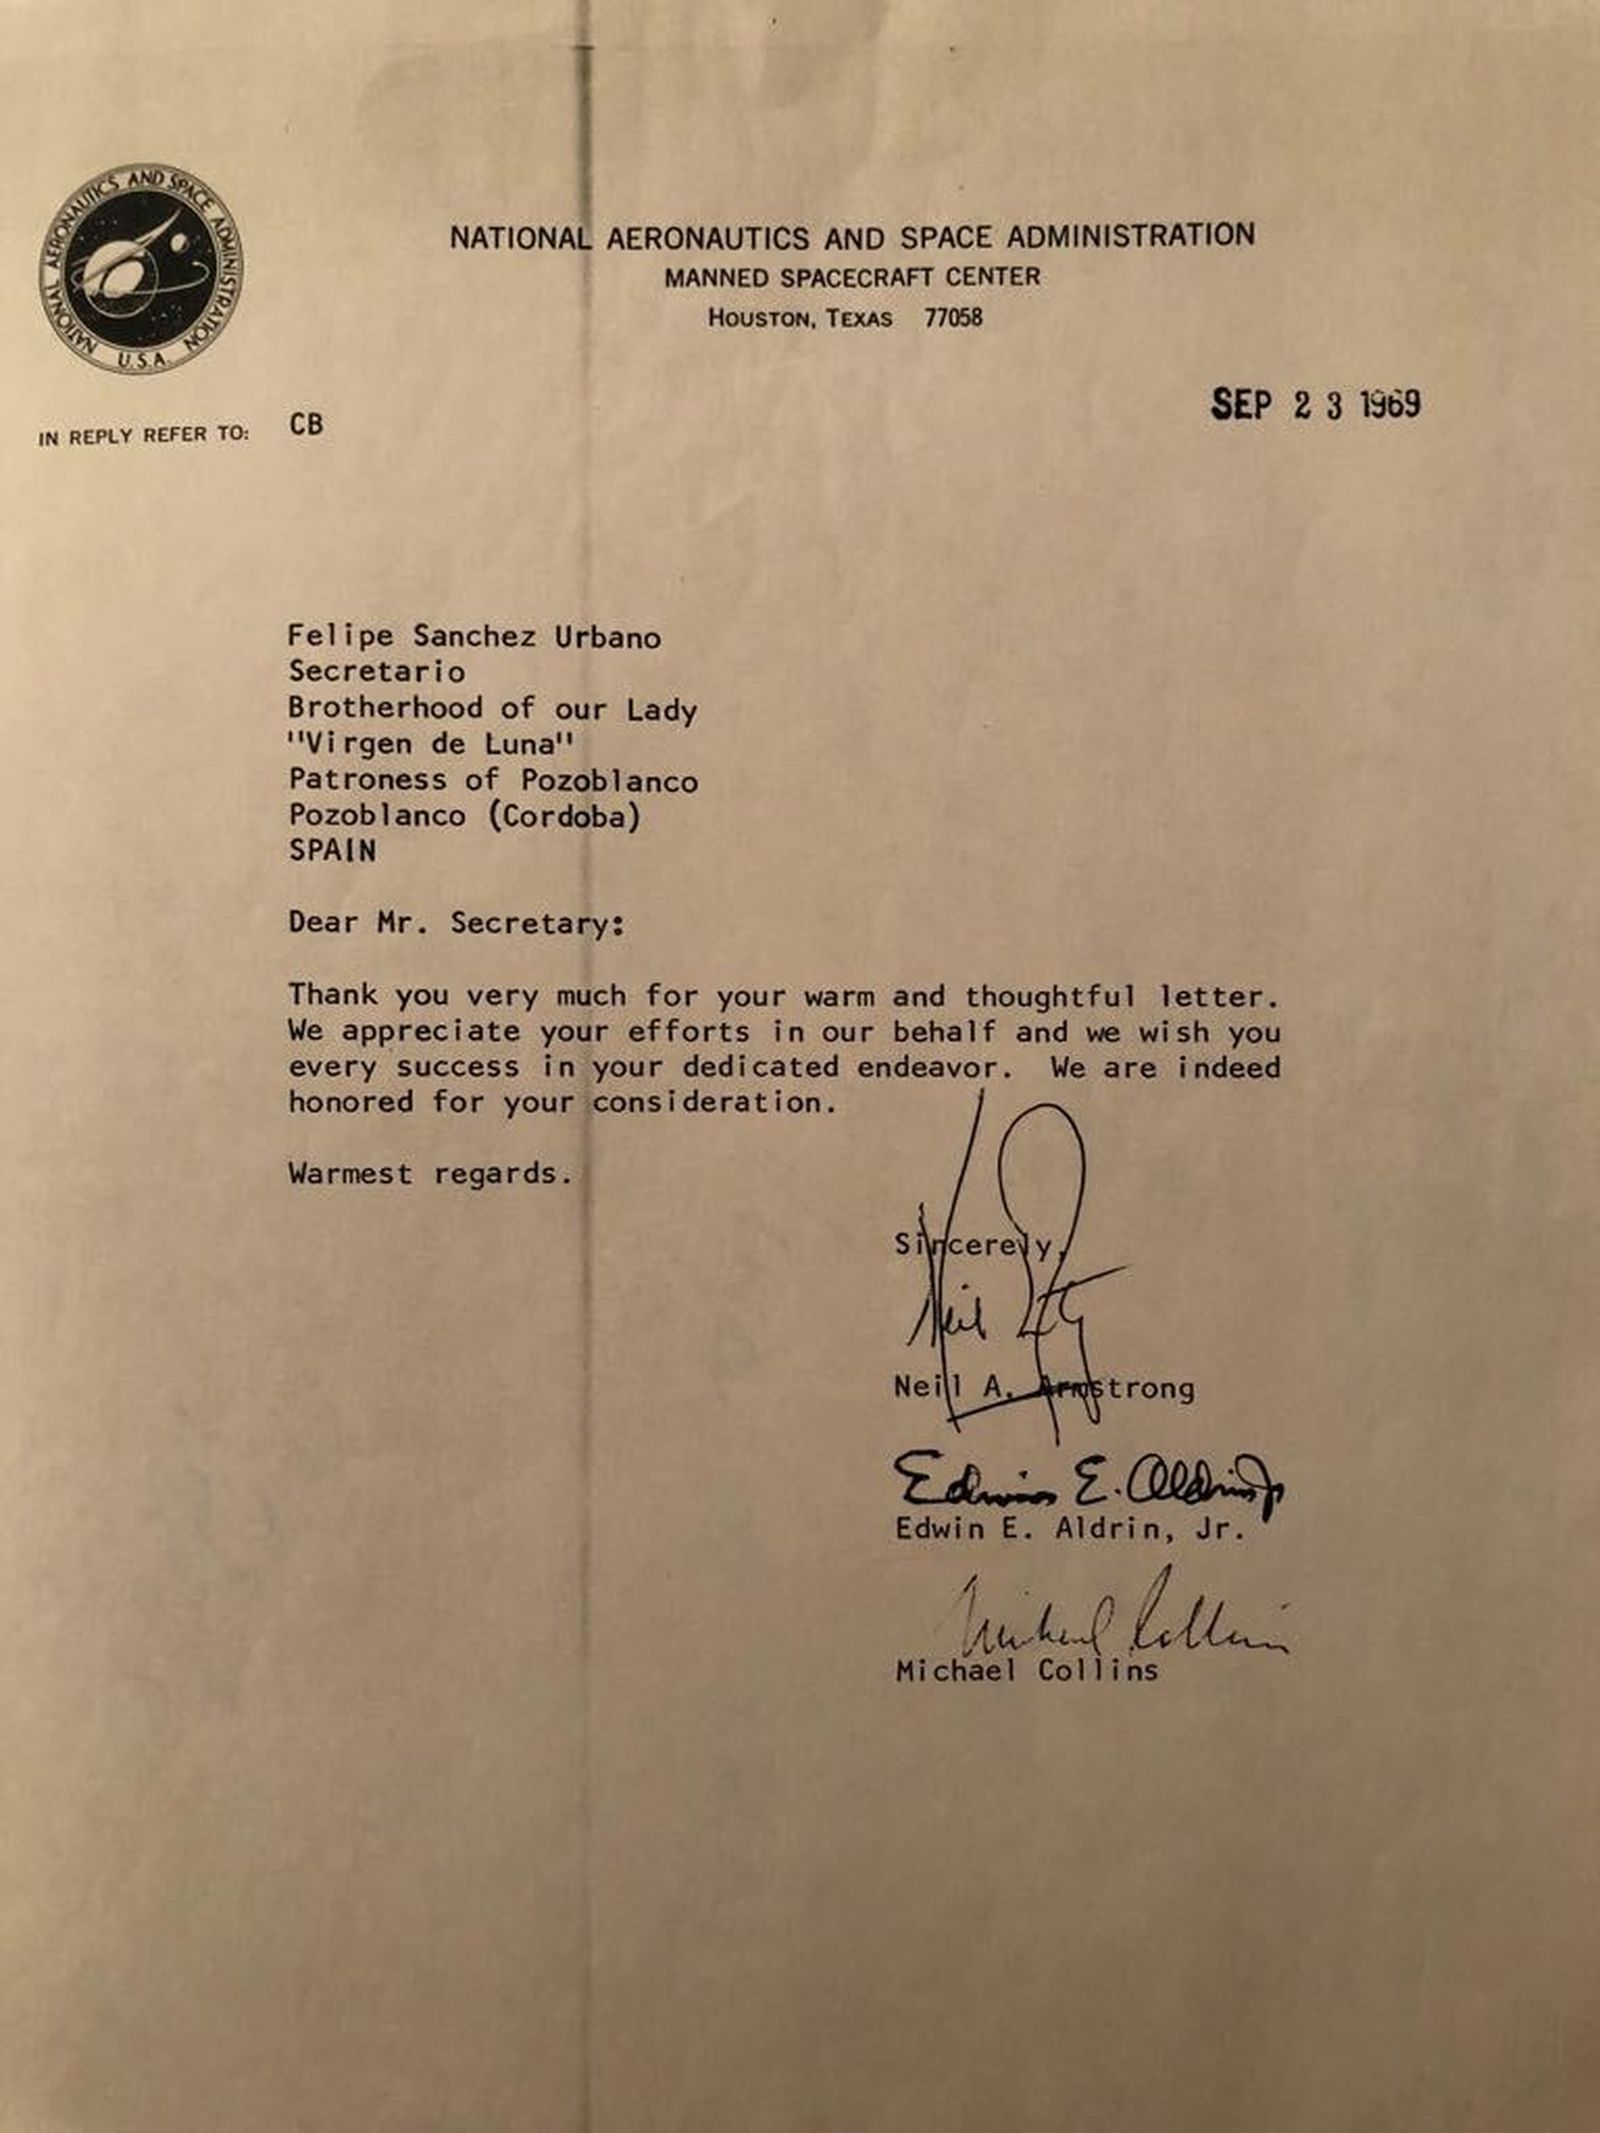 NATIONAL AERONAUTICS AND SPACE ADMINISTRATION
U.S.A.
NATIONAL AERONAUTICS AND SPACE ADMINISTRATION
MANNED SPACECRAFT CENTER
HOUSTON, TEXAS 77058
SEP 23 1969
IN REPLY REFER TO: CB
Felipe Sanchez Urbano
Secretario
Brotherhood of our Lady
"Virgen de Luna"
Patroness of Pozoblanco
Pozoblanco (Cordoba)
SPAIN
Dear Mr. Secretary:
Thank you very much for your warm and thoughtful letter.
We appreciate your efforts in our behalf and we wish you
every success in your dedicated endeavor. We are indeed
honored for your consideration.
Warmest regards.
Sincerely,
Neil
Neil A. Armstrong
Edwin E. Aldrin Jr
Edwin E. Aldrin, Jr.
Michael Collins
Michael Collins